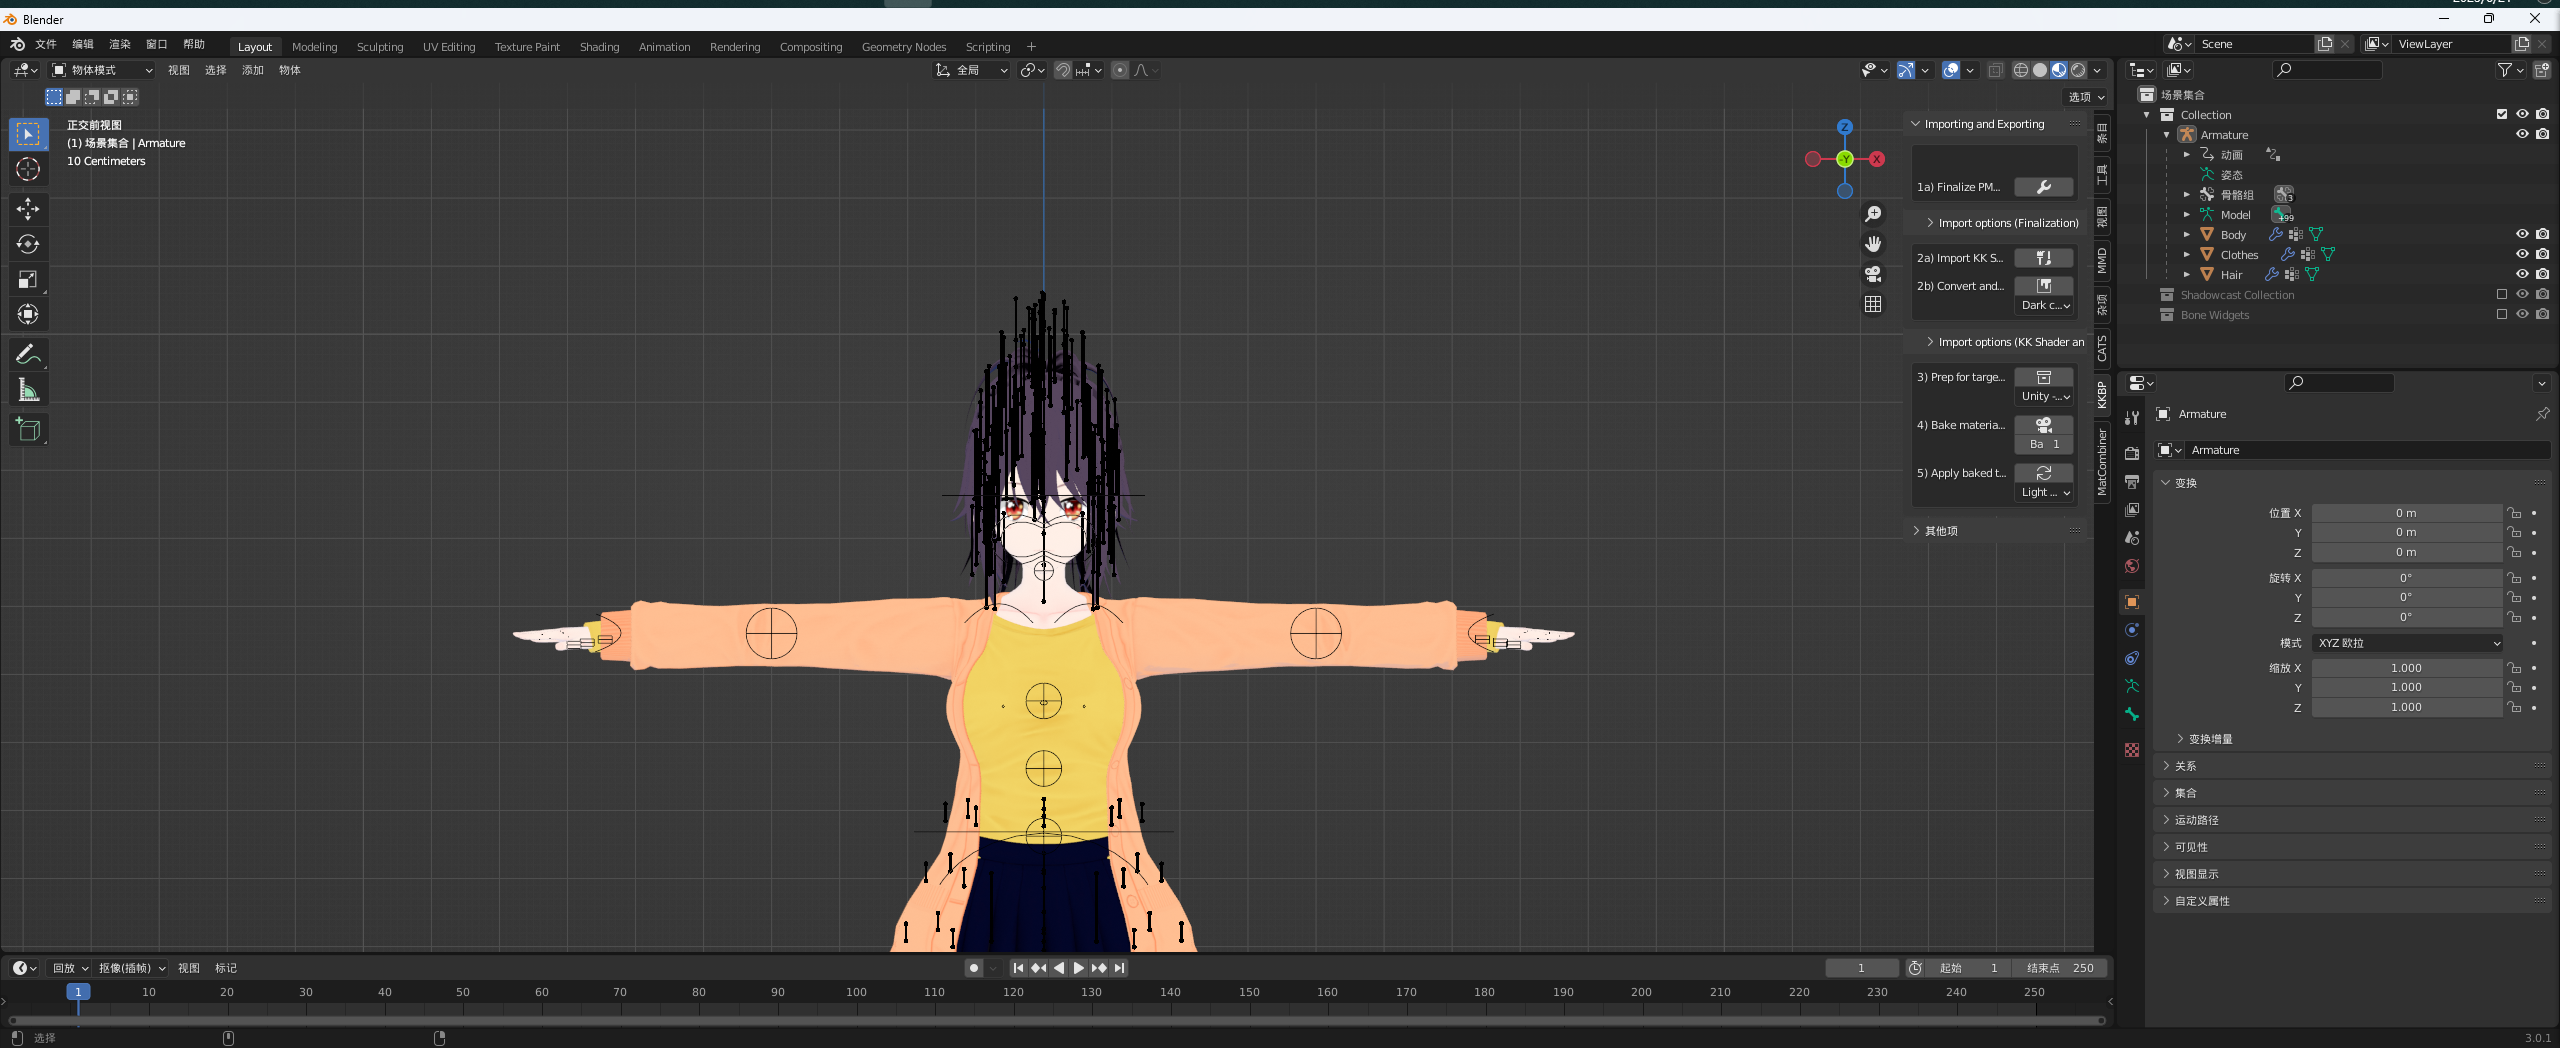 Blender
文件 编辑 渲染 窗口 帮助 Layout Modeling Sculpting UV Editing Texture Paint Shading Animation Rendering Compositing Geometry Nodes Scripting + Scene ViewLayer
物体模式 视图 选择 添加 物体 全局
选项
正交前视图
(1) 场景集合 | Armature
10 Centimeters
Z
-Y
X
Importing and Exporting
1a) Finalize PM...
Import options (Finalization)
2a) Import KK S...
2b) Convert and...
Dark c...
Import options (KK Shader an
3) Prep for targe...
Unity -...
4) Bake materia...
Ba 1
5) Apply baked t...
Light ...
其他项
条目
工具
视图
MMD
杂项
CATS
KKBP
MatCombiner
场景集合
Collection
Armature
动画
姿态
骨骼组 13
Model +99
Body
Clothes
Hair
Shadowcast Collection
Bone Widgets
Armature
Armature
变换
位置 X 0 m
Y 0 m
Z 0 m
旋转 X 0°
Y 0°
Z 0°
模式 XYZ 欧拉
缩放 X 1.000
Y 1.000
Z 1.000
变换增量
关系
集合
运动路径
可见性
视图显示
自定义属性
回放 抠像(插帧) 视图 标记 1 起始 1 结束点 250
1 10 20 30 40 50 60 70 80 90 100 110 120 130 140 150 160 170 180 190 200 210 220 230 240 250
选择 3.0.1